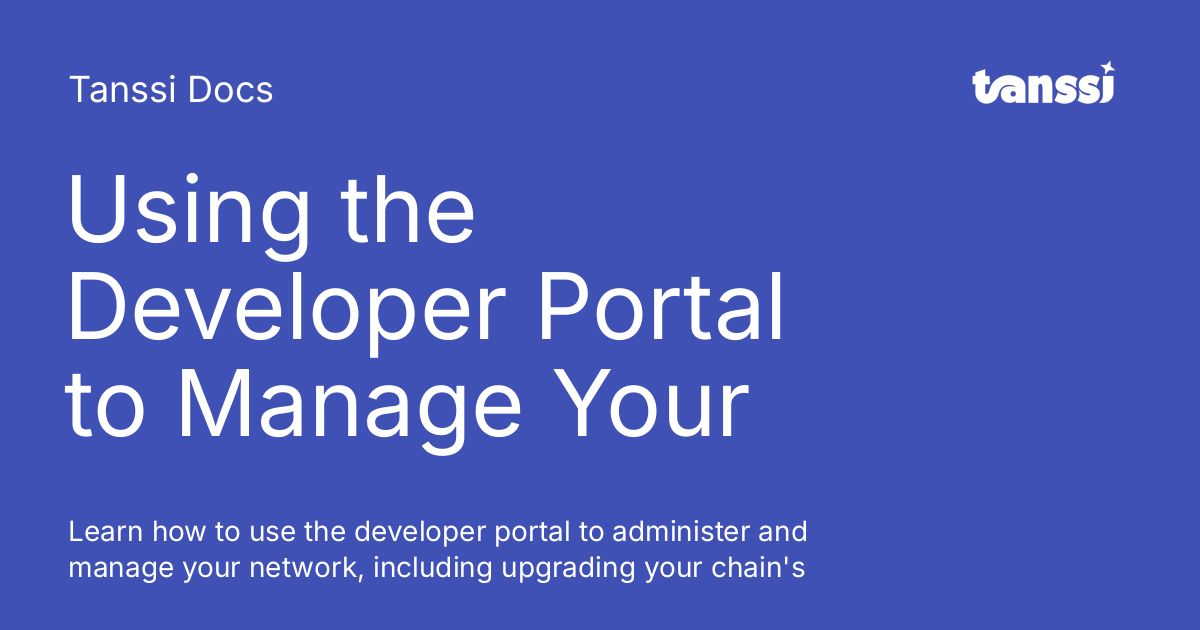 Tanssi Docs
tanssi
Using the
Developer Portal
to Manage Your
Learn how to use the developer portal to administer and
manage your network, including upgrading your chain's